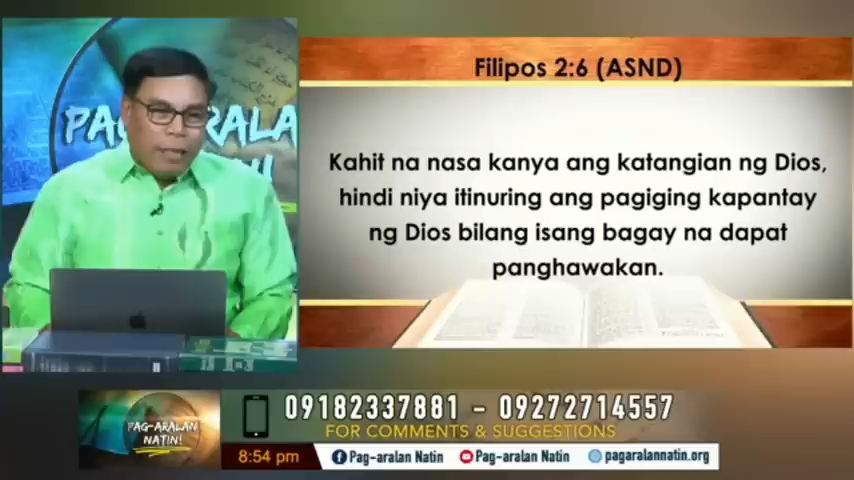 Filipos 2:6 (ASND)
Kahit na nasa kanya ang katangian ng Dios,
hindi niya itinuring ang pagiging kapantay
ng Dios bilang isang bagay na dapat
panghawakan.
PAG-ARALAN
NATIN!
09182337881 - 09272714557
FOR COMMENTS & SUGGESTIONS
8:54 pm
Pag-aralan Natin
Pag-aralan Natin
pagaralannatin.org